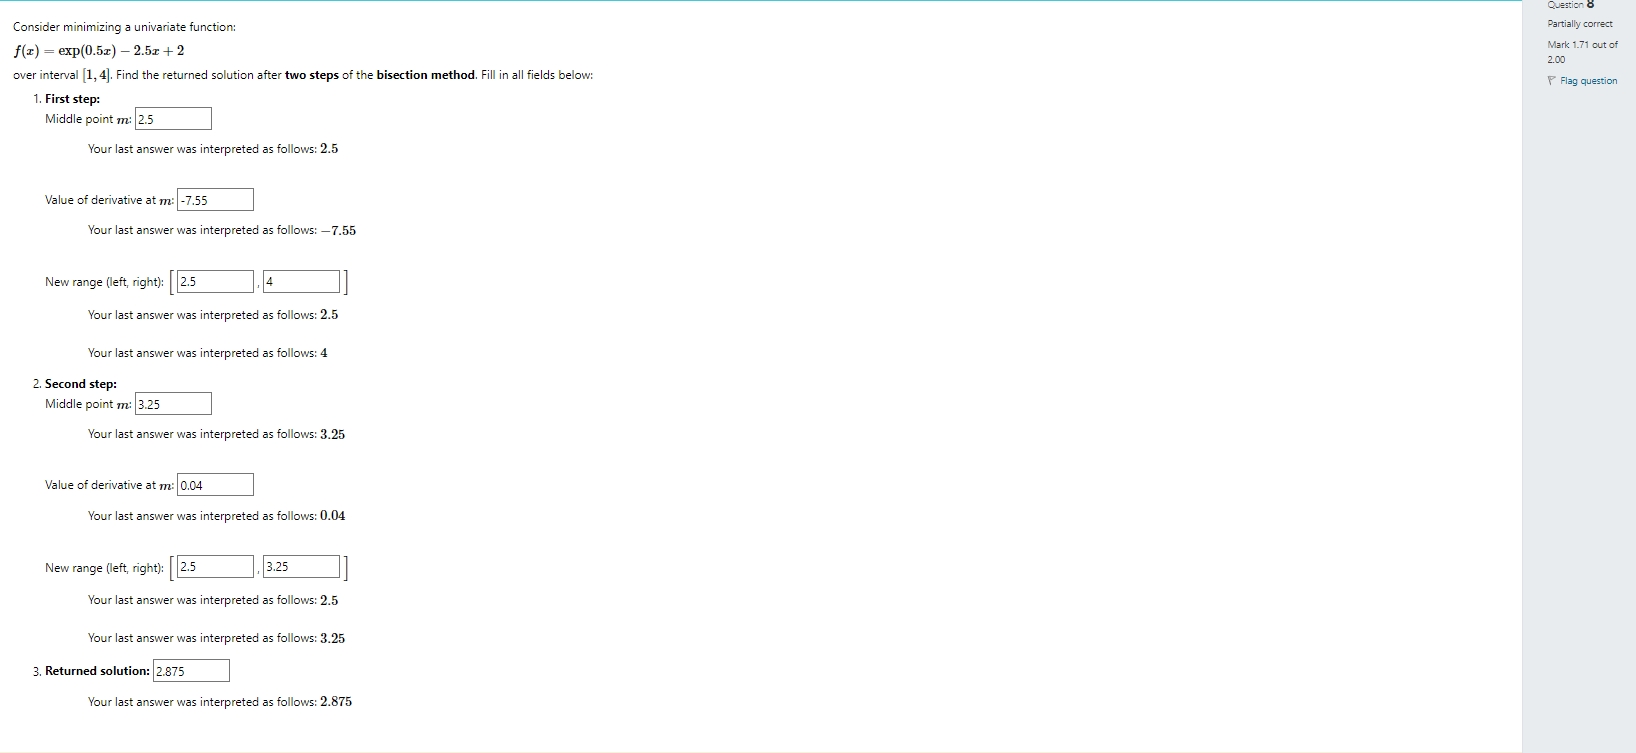 Consider minimizing a univariate function:
f(x) = exp(0.5x) − 2.5x + 2
over interval [1, 4]. Find the returned solution after two steps of the bisection method. Fill in all fields below:
1. First step:
Middle point m: 2.5
Your last answer was interpreted as follows: 2.5
Value of derivative at m: -7.55
Your last answer was interpreted as follows: −7.55
New range (left, right): [2.5, 4]
Your last answer was interpreted as follows: 2.5
Your last answer was interpreted as follows: 4
2. Second step:
Middle point m: 3.25
Your last answer was interpreted as follows: 3.25
Value of derivative at m: 0.04
Your last answer was interpreted as follows: 0.04
New range (left, right): [2.5, 3.25]
Your last answer was interpreted as follows: 2.5
Your last answer was interpreted as follows: 3.25
3. Returned solution: 2.875
Your last answer was interpreted as follows: 2.875
Question 8
Partially correct
Mark 1.71 out of
2.00
Flag question